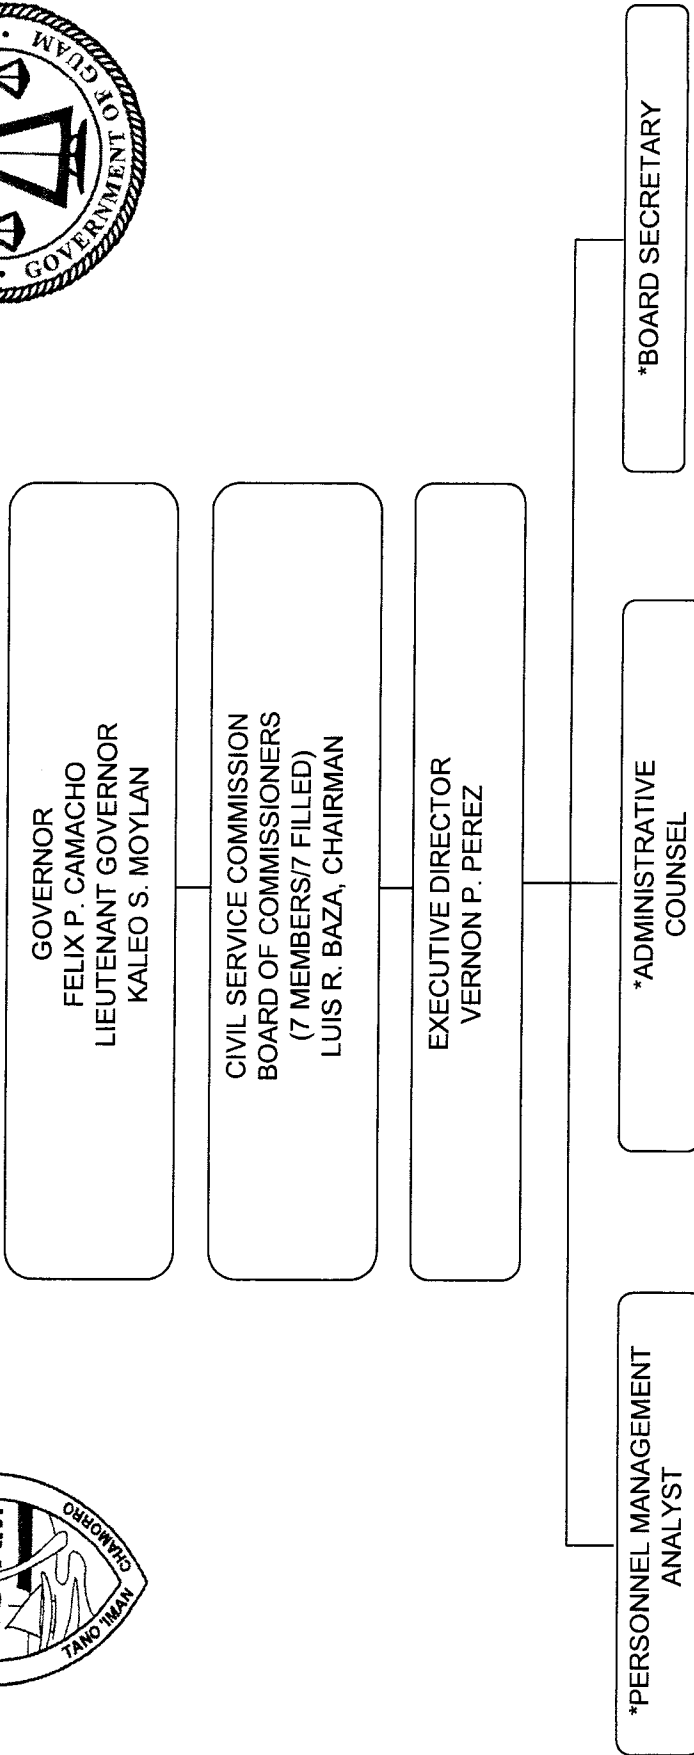 TANO 'IMAN CHAMORRO
• GOVERNMENT OF GUAM •
GOVERNOR
FELIX P. CAMACHO
LIEUTENANT GOVERNOR
KALEO S. MOYLAN
CIVIL SERVICE COMMISSION
BOARD OF COMMISSIONERS
(7 MEMBERS/7 FILLED)
LUIS R. BAZA, CHAIRMAN
EXECUTIVE DIRECTOR
VERNON P. PEREZ
*PERSONNEL MANAGEMENT
ANALYST
*ADMINISTRATIVE
COUNSEL
*BOARD SECRETARY